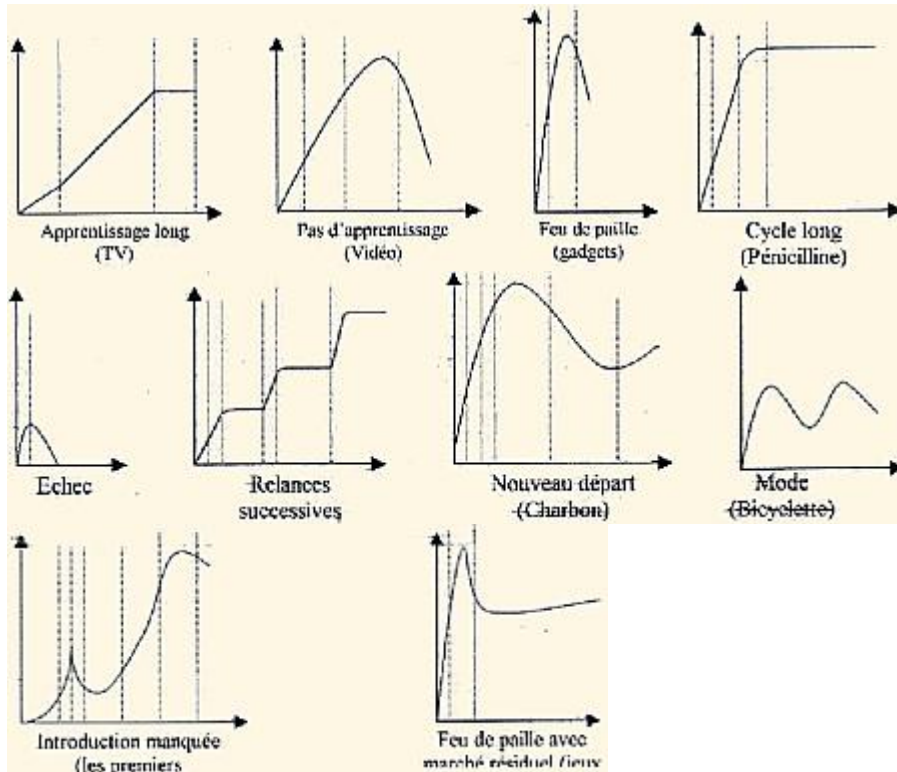 Apprentissage long
(TV)
Pas d'apprentissage
(Vidéo)
Feu de paille
(gadgets)
Cycle long
(Pénicilline)
Echec
Relances
successives
Nouveau départ
(Charbon)
Mode
(Bicyclette)
Introduction manquée
(les premiers
Feu de paille avec
marché résiduel (jeux